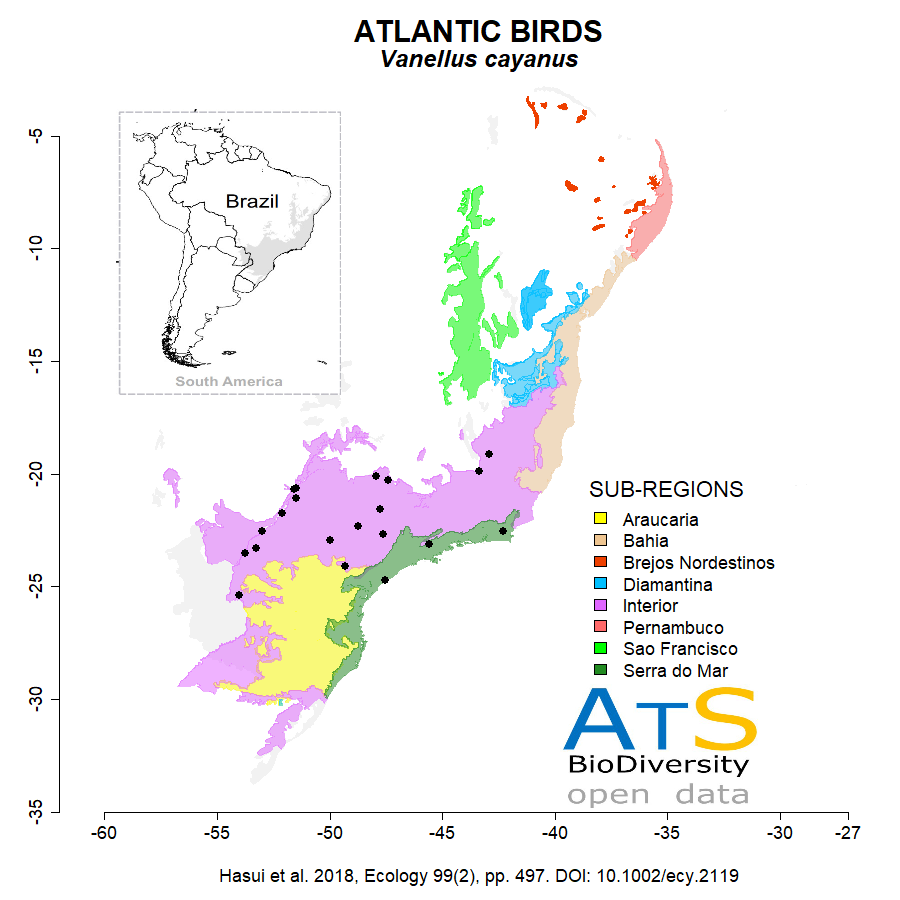 ATLANTIC BIRDS
Vanellus cayanus
Brazil
South America
-5
-10
-15
-20
-25
-30
-35
SUB-REGIONS
Araucaria
Bahia
Brejos Nordestinos
Diamantina
Interior
Pernambuco
Sao Francisco
Serra do Mar
ATS
BioDiversity
open data
-60 -55 -50 -45 -40 -35 -30 -27
Hasui et al. 2018, Ecology 99(2), pp. 497. DOI: 10.1002/ecy.2119